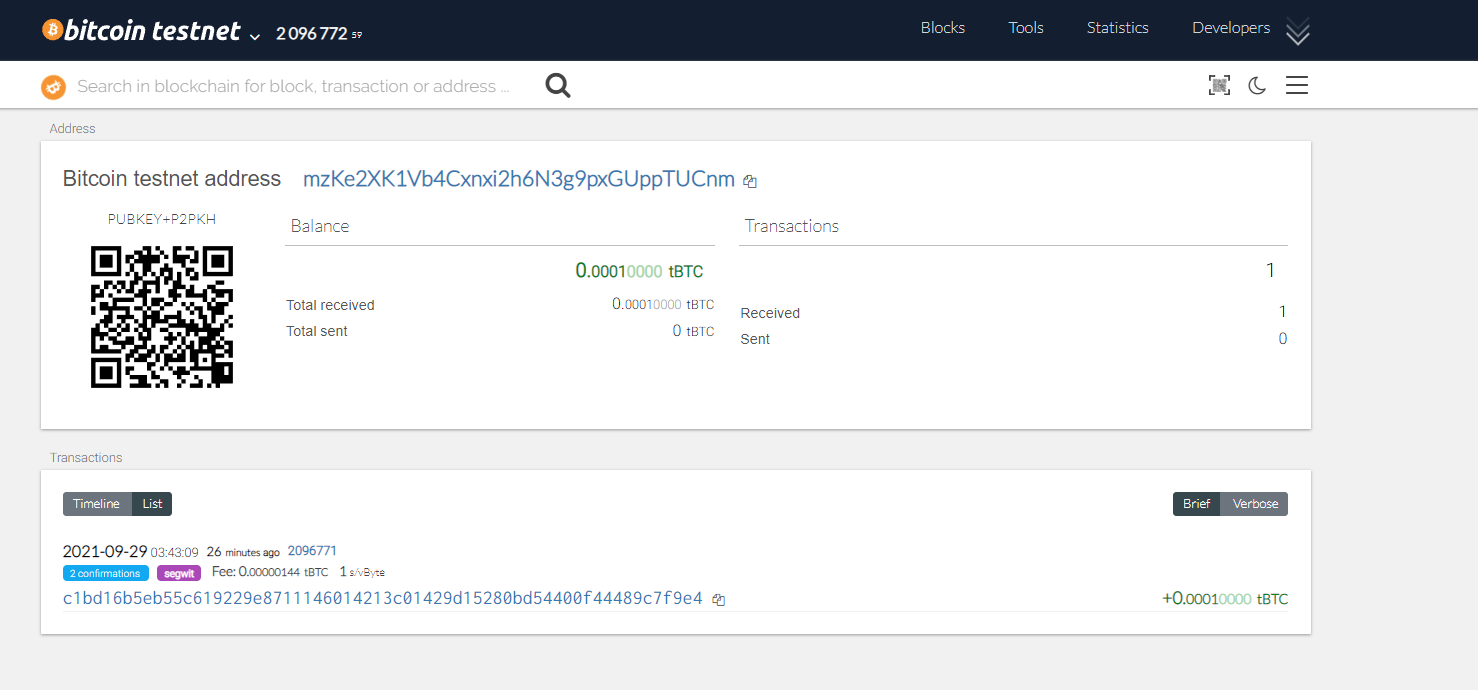 bitcoin testnet 2 096 772 59
Blocks Tools Statistics Developers
Search in blockchain for block, transaction or address ...
Address
Bitcoin testnet address mzKe2XK1Vb4Cxnxi2h6N3g9pxGUppTUCnm
PUBKEY+P2PKH
Balance
0.00010000 tBTC
Total received 0.00010000 tBTC
Total sent 0 tBTC
Transactions
1
Received 1
Sent 0
Transactions
Timeline List
Brief Verbose
2021-09-29 03:43:09 26 minutes ago 2096771
2 confirmations segwit Fee: 0.00000144 tBTC 1 s/vByte
c1bd16b5eb55c619229e8711146014213c01429d15280bd54400f44489c7f9e4 +0.00010000 tBTC